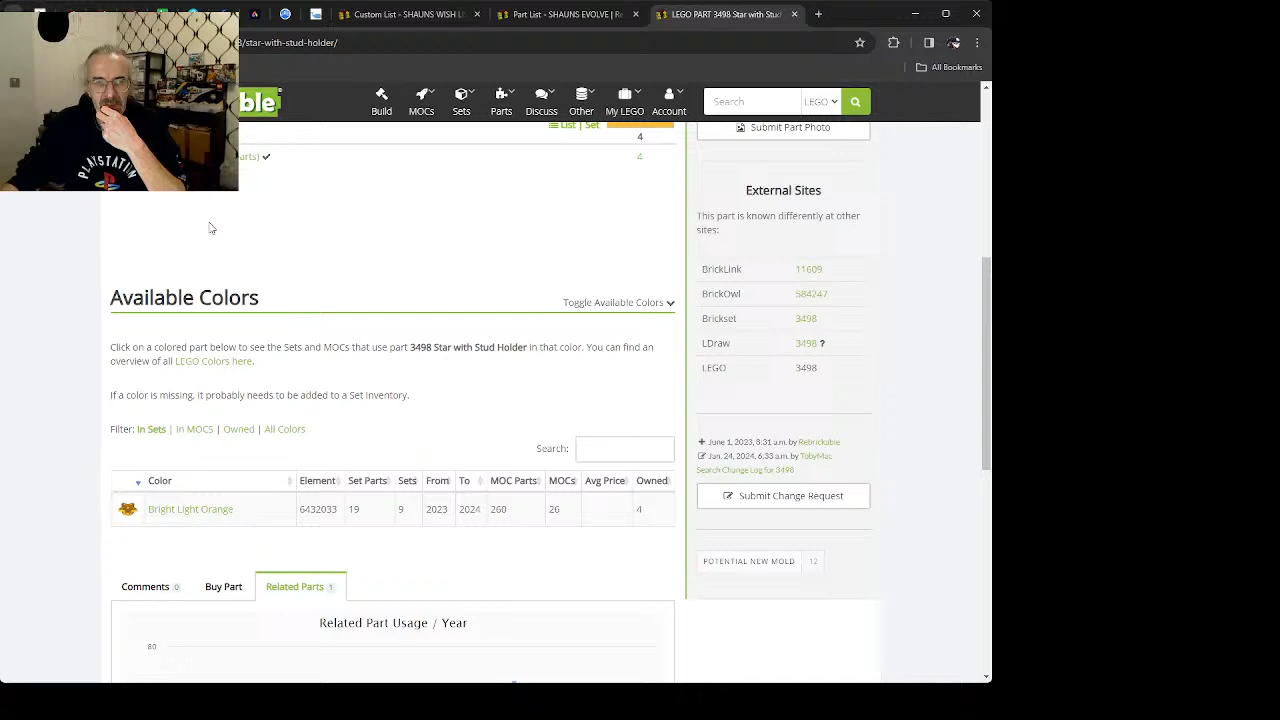 Custom List - SHAUNS WISH L
Part List - SHAUNS EVOLVE | Re
LEGO PART 3498 Star with Stud
3/star-with-stud-holder/
All Bookmarks
ble
Build
MOCs
Sets
Parts
Discuss
Other
My LEGO
Account
Search
LEGO
List | Set
4
arts)
4
Submit Part Photo
PLAYSTATION
External Sites
This part is known differently at other
sites:
BrickLink 11609
BrickOwl 584247
Brickset 3498
LDraw 3498 ?
LEGO 3498
Available Colors
Toggle Available Colors
Click on a colored part below to see the Sets and MOCs that use part 3498 Star with Stud Holder in that color. You can find an
overview of all LEGO Colors here.
If a color is missing, it probably needs to be added to a Set Inventory.
Filter: In Sets | In MOCS | Owned | All Colors
Search:
Color Element Set Parts Sets From To MOC Parts MOCs Avg Price Owned
Bright Light Orange 6432033 19 9 2023 2024 260 26 4
June 1, 2023, 8:31 a.m. by Rebrickable
Jan. 24, 2024, 6:33 a.m. by TobyMac
Search Change Log for 3498
Submit Change Request
POTENTIAL NEW MOLD 12
Comments 0
Buy Part
Related Parts 1
Related Part Usage / Year
80